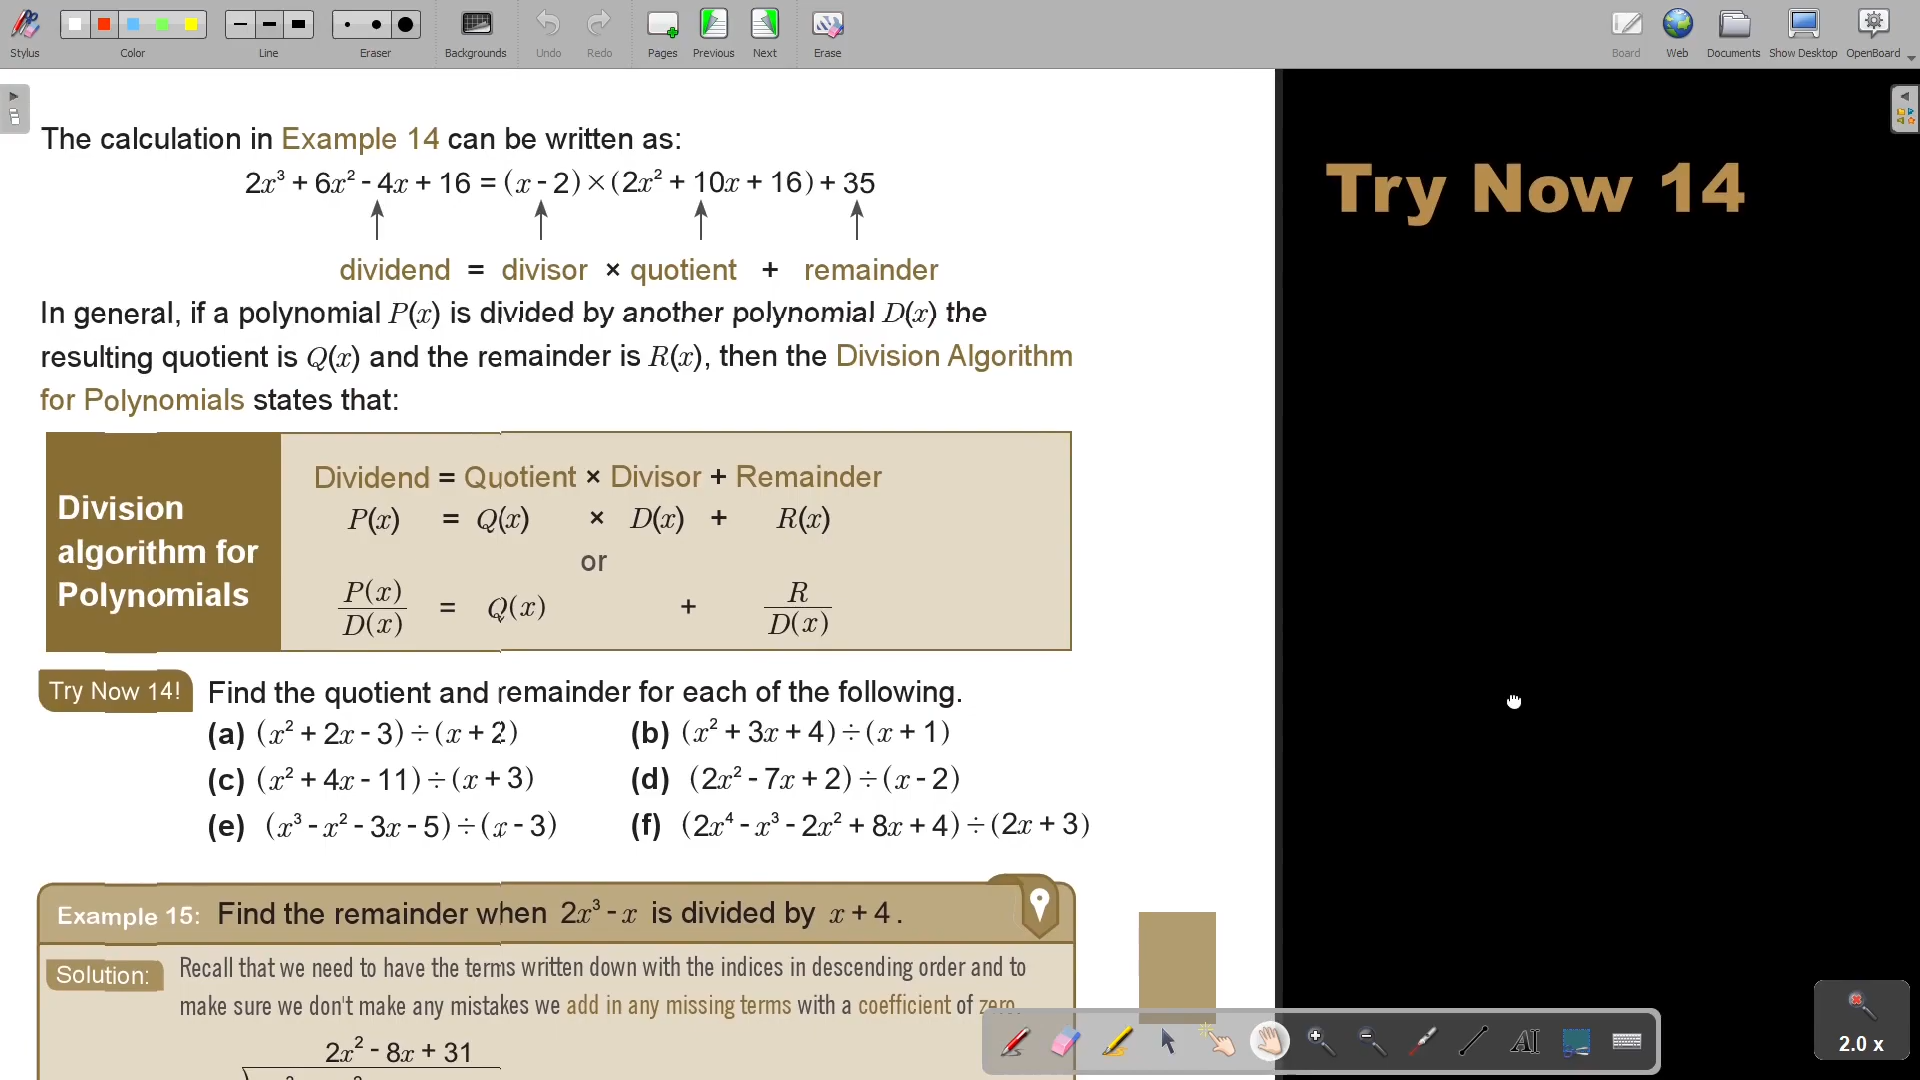 Stylus
Color
Line
Eraser
Backgrounds
Undo
Redo
Pages
Previous
Next
Erase
Board
Web
Documents
Show Desktop
OpenBoard
The calculation in Example 14 can be written as:
2x³ + 6x² - 4x + 16 = (x - 2) × (2x² + 10x + 16) + 35
dividend = divisor × quotient + remainder
In general, if a polynomial P(x) is divided by another polynomial D(x) the
resulting quotient is Q(x) and the remainder is R(x), then the Division Algorithm
for Polynomials states that:
Division
algorithm for
Polynomials
Dividend = Quotient × Divisor + Remainder
P(x) = Q(x) × D(x) + R(x)
or
P(x)/D(x) = Q(x) + R/D(x)
Try Now 14! Find the quotient and remainder for each of the following.
(a) (x² + 2x - 3) ÷ (x + 2) (b) (x² + 3x + 4) ÷ (x + 1)
(c) (x² + 4x - 11) ÷ (x + 3) (d) (2x² - 7x + 2) ÷ (x - 2)
(e) (x³ - x² - 3x - 5) ÷ (x - 3) (f) (2x⁴ - x³ - 2x² + 8x + 4) ÷ (2x + 3)
Example 15: Find the remainder when 2x³ - x is divided by x + 4.
Solution: Recall that we need to have the terms written down with the indices in descending order and to
make sure we don't make any mistakes we add in any missing terms with a coefficient of zero.
2x² - 8x + 31
Try Now 14
AI
2.0 x